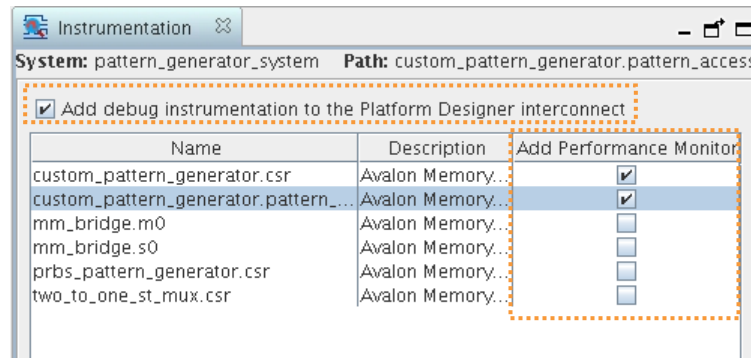 Instrumentation
System: pattern_generator_system Path: custom_pattern_generator.pattern_access
Add debug instrumentation to the Platform Designer interconnect
Name Description Add Performance Monitor
custom_pattern_generator.csr Avalon Memory...
custom_pattern_generator.pattern_... Avalon Memory...
mm_bridge.m0 Avalon Memory...
mm_bridge.s0 Avalon Memory...
prbs_pattern_generator.csr Avalon Memory...
two_to_one_st_mux.csr Avalon Memory...